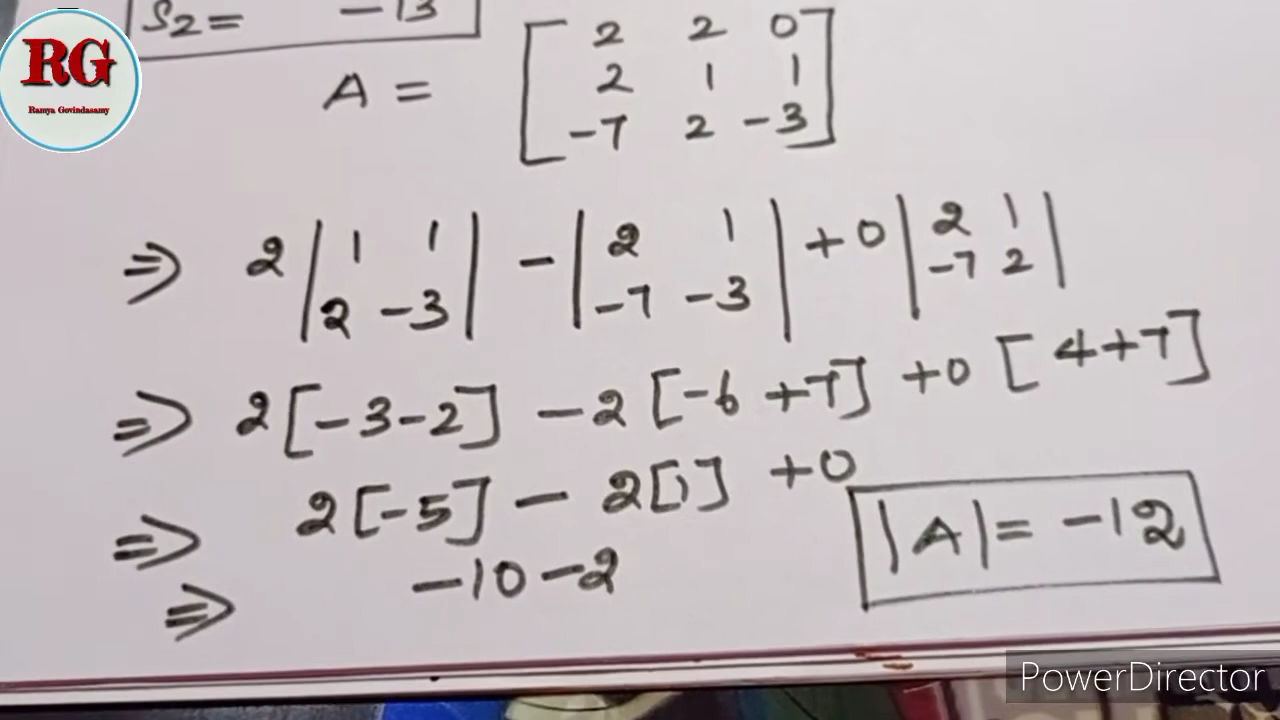 S2 = -13
RG
Ramya Govindasamy
A = [ 2 2 0
2 1 1
-7 2 -3 ]
⇒ 2 | 1 1 | - | 2 1 | +0 | 2 1 |
| 2 -3 | | -7 -3 | | -7 2 |
⇒ 2 [-3-2] - 2 [-6 +7] +0 [4+7]
⇒ 2 [-5] - 2 [1] +0
⇒ -10 -2
|A| = -12
PowerDirector